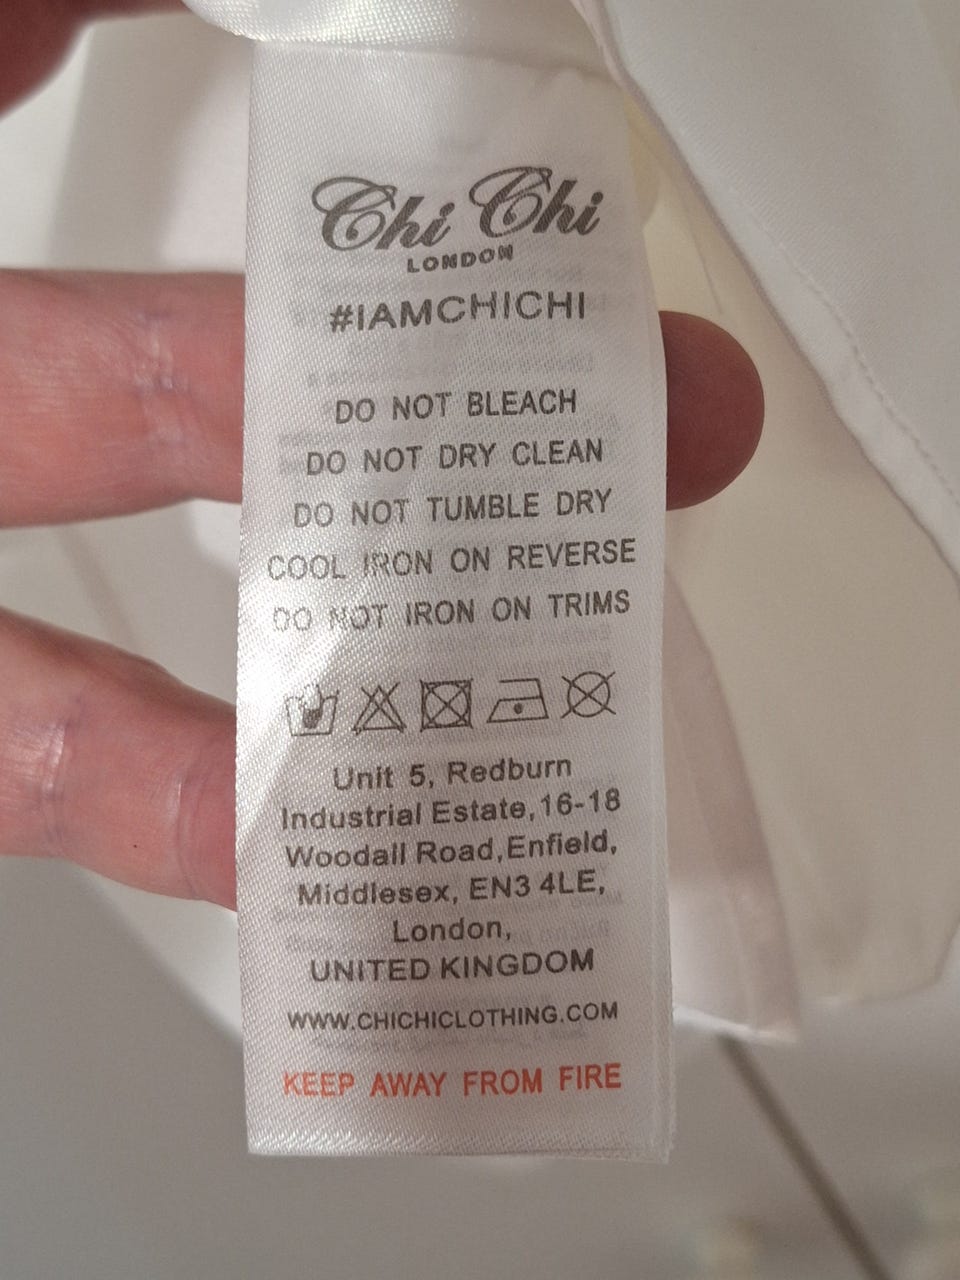 Chi Chi
LONDON
#IAMCHICHI
DO NOT BLEACH
DO NOT DRY CLEAN
DO NOT TUMBLE DRY
COOL IRON ON REVERSE
DO NOT IRON ON TRIMS
Unit 5, Redburn
Industrial Estate,16-18
Woodall Road,Enfield,
Middlesex, EN3 4LE,
London,
UNITED KINGDOM
WWW.CHICHICLOTHING.COM
KEEP AWAY FROM FIRE